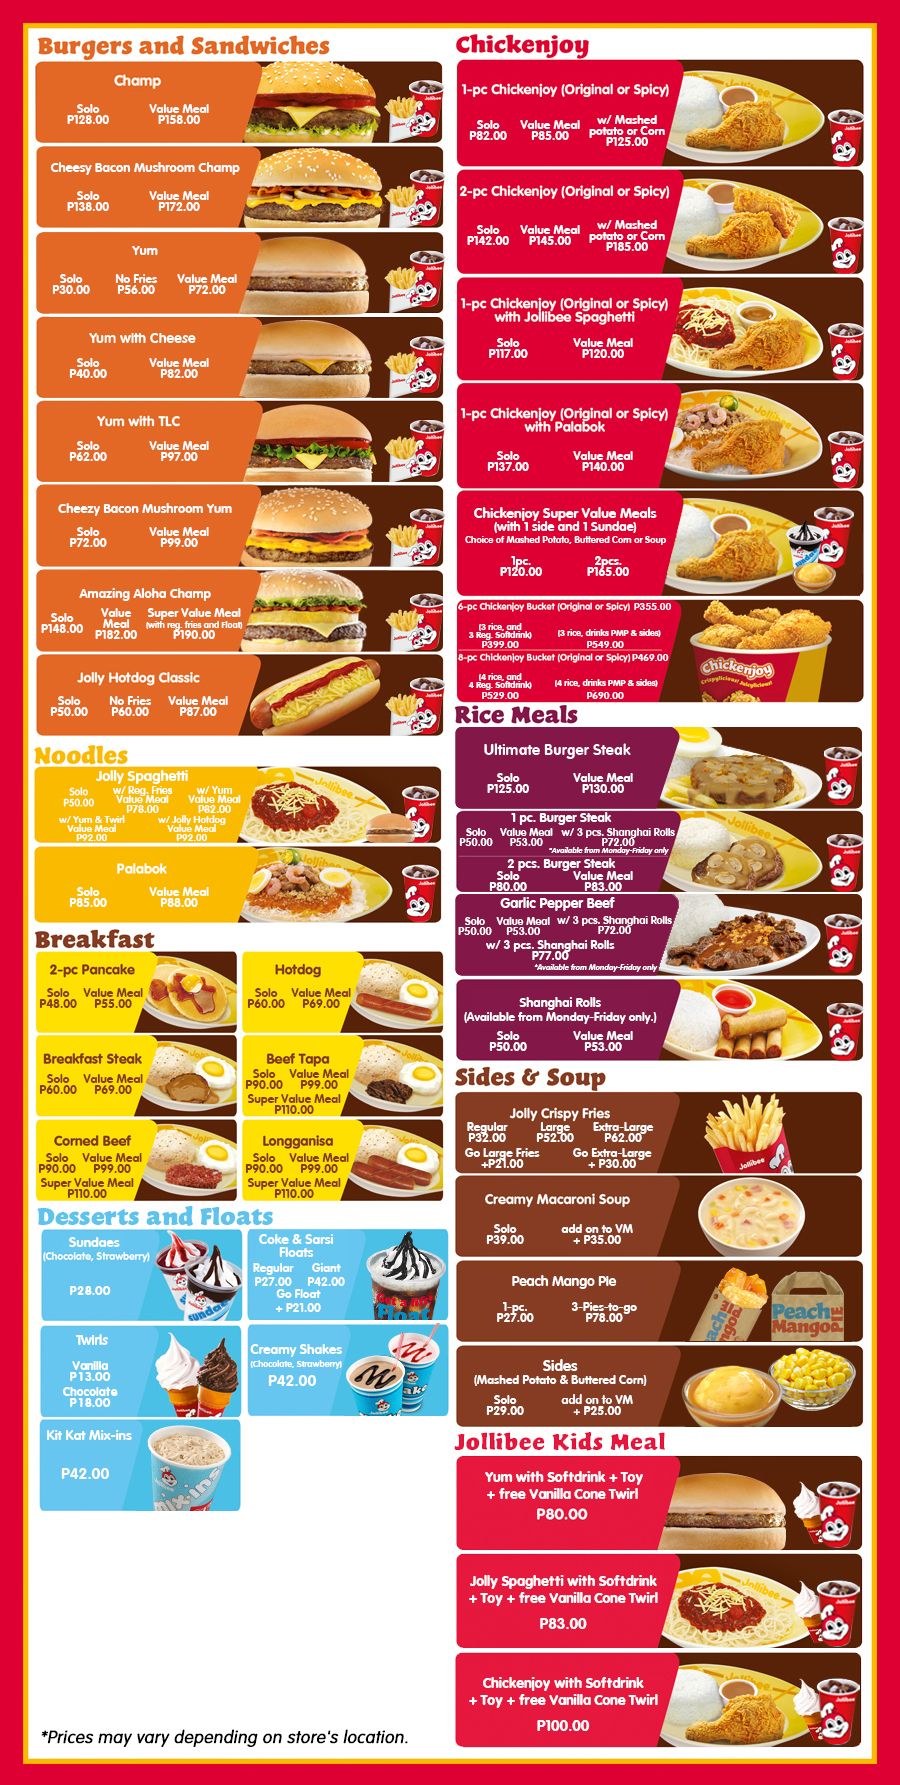 Burgers and Sandwiches
Champ
Solo Value Meal
P128.00 P158.00
Cheesy Bacon Mushroom Champ
Solo Value Meal
P138.00 P172.00
Yum
Solo No Fries Value Meal
P30.00 P56.00 P72.00
Yum with Cheese
Solo Value Meal
P40.00 P82.00
Yum with TLC
Solo Value Meal
P62.00 P97.00
Cheezy Bacon Mushroom Yum
Solo Value Meal
P72.00 P99.00
Amazing Aloha Champ
Solo Value Meal Super Value Meal
(with reg. fries and Float)
P148.00 P182.00 P190.00
Jolly Hotdog Classic
Solo No Fries Value Meal
P50.00 P60.00 P87.00
Noodles
Jolly Spaghetti
Solo w/ Reg. Fries Value Meal w/ Yum Value Meal
P50.00 P78.00 P82.00
w/ Yum & Twirl Value Meal w/ Jolly Hotdog Value Meal
P92.00 P92.00
Palabok
Solo Value Meal
P85.00 P88.00
Breakfast
2-pc Pancake
Solo Value Meal
P48.00 P55.00
Hotdog
Solo Value Meal
P60.00 P69.00
Breakfast Steak
Solo Value Meal
P60.00 P69.00
Beef Tapa
Solo Value Meal
P90.00 P99.00
Super Value Meal
P110.00
Corned Beef
Solo Value Meal
P90.00 P99.00
Super Value Meal
P110.00
Longganisa
Solo Value Meal
P90.00 P99.00
Super Value Meal
P110.00
Desserts and Floats
Sundaes
(Chocolate, Strawberry)
P28.00
Coke & Sarsi
Floats
Regular Giant
P27.00 P42.00
Go Float
+ P21.00
Twirls
Vanilla
P13.00
Chocolate
P18.00
Creamy Shakes
(Chocolate, Strawberry)
P42.00
Kit Kat Mix-ins
P42.00
*Prices may vary depending on store's location.
Chickenjoy
1-pc Chickenjoy (Original or Spicy)
Solo Value Meal w/ Mashed potato or Corn
P82.00 P85.00 P125.00
2-pc Chickenjoy (Original or Spicy)
Solo Value Meal w/ Mashed potato or Corn
P142.00 P145.00 P185.00
1-pc Chickenjoy (Original or Spicy)
with Jollibee Spaghetti
Solo Value Meal
P117.00 P120.00
1-pc Chickenjoy (Original or Spicy)
with Palabok
Solo Value Meal
P137.00 P140.00
Chickenjoy Super Value Meals
(with 1 side and 1 Sundae)
Choice of Mashed Potato, Buttered Corn or Soup
1pc. 2pcs.
P120.00 P165.00
6-pc Chickenjoy Bucket (Original or Spicy) P355.00
(3 rice, and 3 Reg. Softdrink) (3 rice, drinks PMP & sides)
P399.00 P549.00
8-pc Chickenjoy Bucket (Original or Spicy) P469.00
(4 rice, and 4 Reg. Softdrink) (4 rice, drinks PMP & sides)
P529.00 P690.00
Chickenjoy
Crispylicious! Juicylicious!
Rice Meals
Ultimate Burger Steak
Solo Value Meal
P125.00 P130.00
1 pc. Burger Steak
Solo Value Meal w/ 3 pcs. Shanghai Rolls
P50.00 P53.00 P72.00
*Available from Monday-Friday only
2 pcs. Burger Steak
Solo Value Meal
P80.00 P83.00
Garlic Pepper Beef
Solo Value Meal w/ 3 pcs. Shanghai Rolls
P50.00 P53.00 P72.00
w/ 3 pcs. Shanghai Rolls
P77.00
*Available from Monday-Friday only
Shanghai Rolls
(Available from Monday-Friday only.)
Solo Value Meal
P50.00 P53.00
Sides & Soup
Jolly Crispy Fries
Regular Large Extra-Large
P32.00 P52.00 P62.00
Go Large Fries Go Extra-Large
+P21.00 + P30.00
Jollibee
Creamy Macaroni Soup
Solo add on to VM
P39.00 + P35.00
Peach Mango Pie
1-pc. 3-Pies-to-go
P27.00 P78.00
Peach
Mango PIE
Sides
(Mashed Potato & Buttered Corn)
Solo add on to VM
P29.00 + P25.00
Jollibee Kids Meal
Yum with Softdrink + Toy
+ free Vanilla Cone Twirl
P80.00
Jolly Spaghetti with Softdrink
+ Toy + free Vanilla Cone Twirl
P83.00
Chickenjoy with Softdrink
+ Toy + free Vanilla Cone Twirl
P100.00